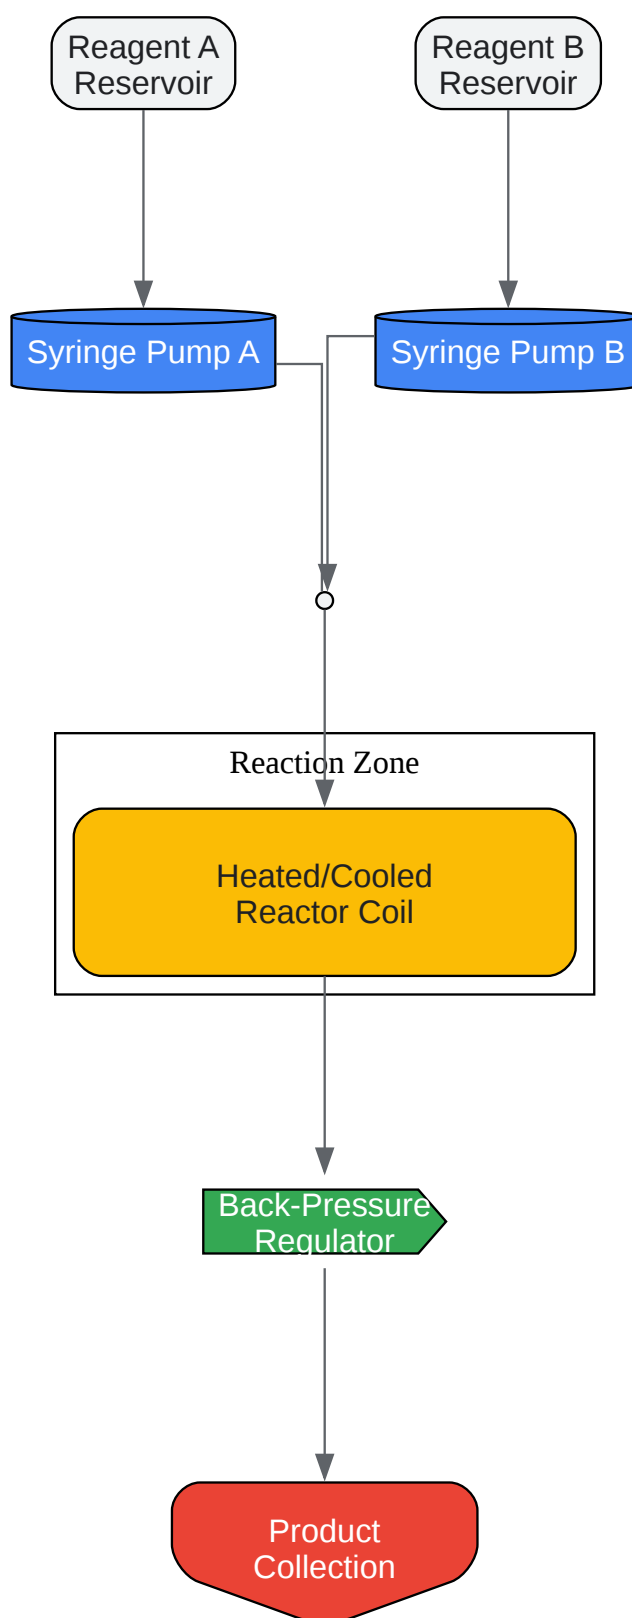 Reagent A
Reservoir
Reagent B
Reservoir
Syringe Pump A
Syringe Pump B
Reaction Zone
Heated/Cooled
Reactor Coil
Back-Pressure
Regulator
Product
Collection